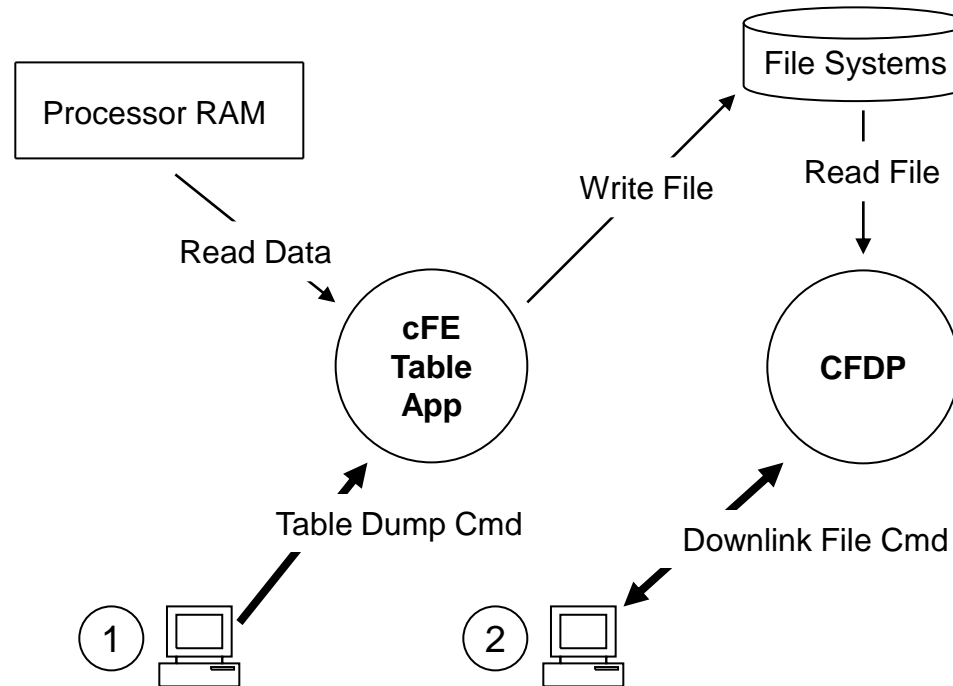 File Systems
Processor RAM
Write File
Read File
Read Data
cFE
Table
App
CFDP
Table Dump Cmd
Downlink File Cmd
1
2